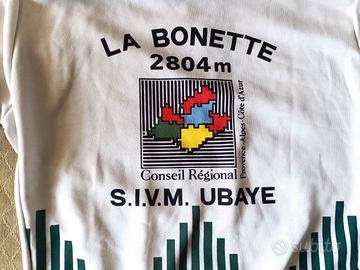 LA BONETTE
2804m
Provence-Alpes-Côte d'Azur
Conseil Régional
S.I.V.M. UBAYE
subito